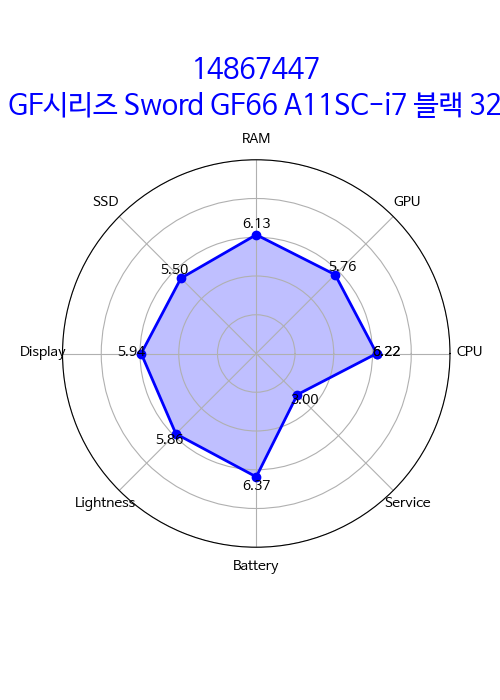 14867447
GF시리즈 Sword GF66 A11SC-i7 블랙 32
RAM
SSD
GPU
6.13
5.50
5.76
Display
5.94
6.22
CPU
5.86
3.00
6.37
Lightness
Service
Battery